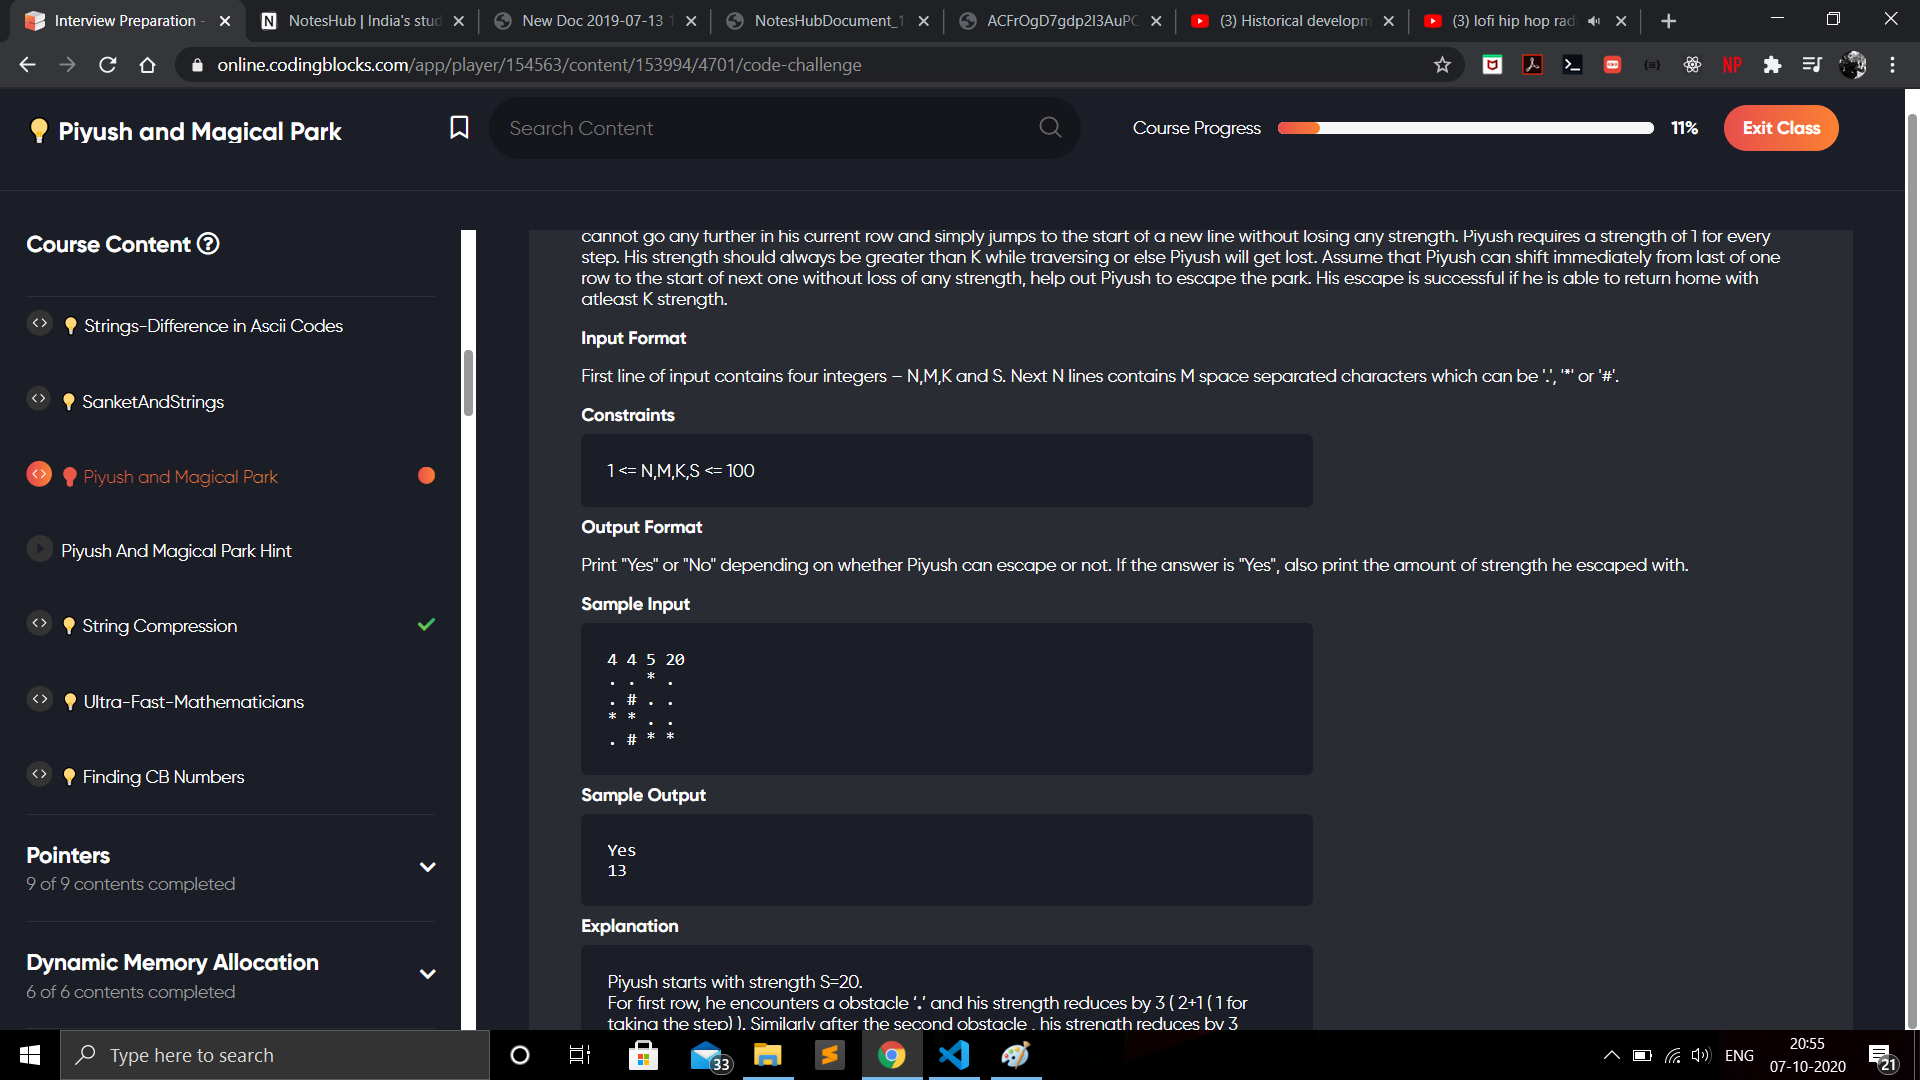 Interview Preparation -
NotesHub | India's stud
New Doc 2019-07-13 1
NotesHubDocument_1
ACFrOgD7gdp2I3AuPC
(3) Historical developm
(3) lofi hip hop rad
online.codingblocks.com/app/player/154563/content/153994/4701/code-challenge
NP
Piyush and Magical Park
Search Content
Course Progress
11%
Exit Class
Course Content
Strings-Difference in Ascii Codes
SanketAndStrings
Piyush and Magical Park
Piyush And Magical Park Hint
String Compression
Ultra-Fast-Mathematicians
Finding CB Numbers
Pointers
9 of 9 contents completed
Dynamic Memory Allocation
6 of 6 contents completed
cannot go any further in his current row and simply jumps to the start of a new line without losing any strength. Piyush requires a strength of 1 for every
step. His strength should always be greater than K while traversing or else Piyush will get lost. Assume that Piyush can shift immediately from last of one
row to the start of next one without loss of any strength, help out Piyush to escape the park. His escape is successful if he is able to return home with
atleast K strength.
Input Format
First line of input contains four integers – N,M,K and S. Next N lines contains M space separated characters which can be '.', '*' or '#'.
Constraints
1 <= N,M,K,S <= 100
Output Format
Print "Yes" or "No" depending on whether Piyush can escape or not. If the answer is "Yes", also print the amount of strength he escaped with.
Sample Input
4 4 5 20
. . * .
. # . .
* * . .
. # * *
Sample Output
Yes
13
Explanation
Piyush starts with strength S=20.
For first row, he encounters a obstacle ‘.’ and his strength reduces by 3 ( 2+1 ( 1 for
taking the step) ). Similarly after the second obstacle , his strength reduces by 3
Type here to search
33
ENG
20:55
07-10-2020
21